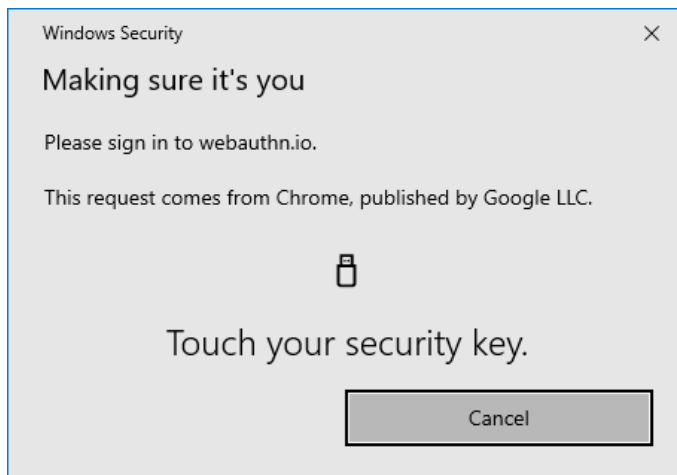 Windows Security
Making sure it's you
Please sign in to webauthn.io.
This request comes from Chrome, published by Google LLC.
Touch your security key.
Cancel